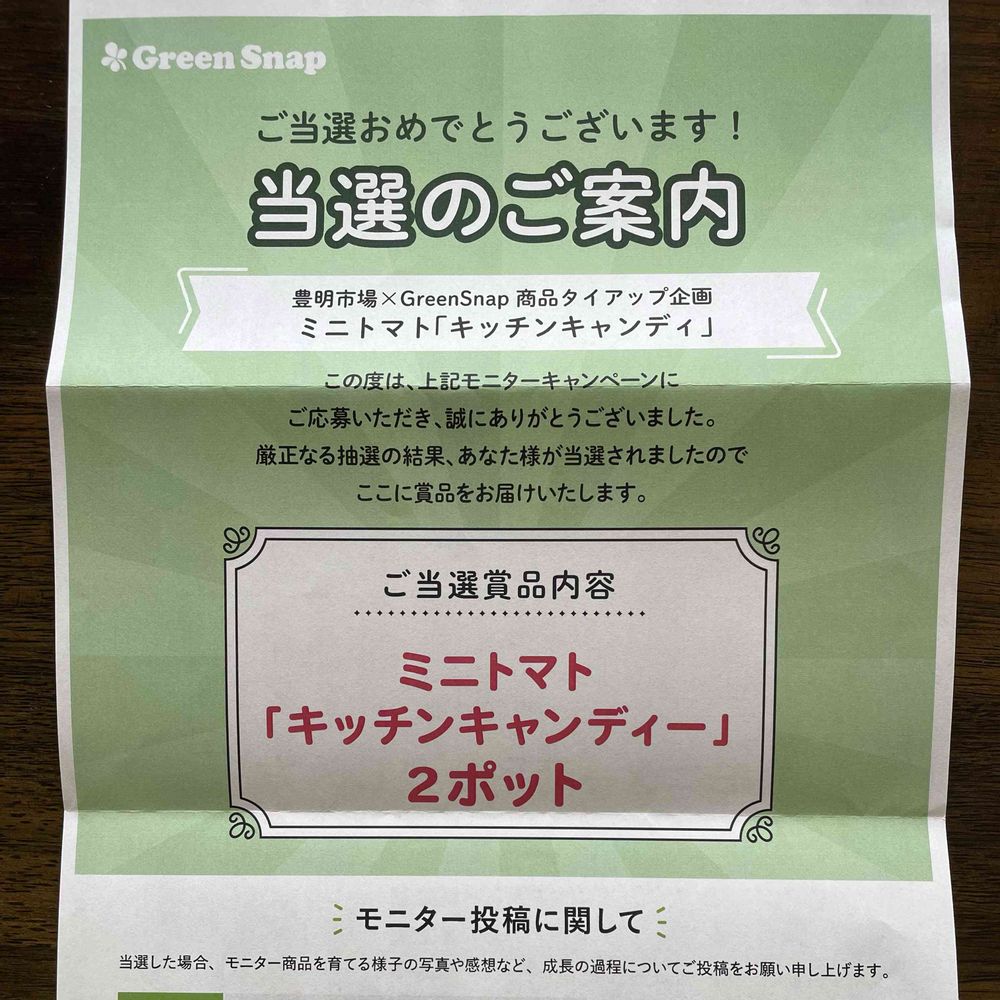 Green Snap
ご当選おめでとうございます！
当選のご案内
豊明市場×GreenSnap 商品タイアップ企画
ミニトマト「キッチンキャンディ」
この度は、上記モニターキャンペーンに
ご応募いただき、誠にありがとうございました。
厳正なる抽選の結果、あなた様が当選されましたので
ここに賞品をお届けいたします。
ご当選賞品内容
ミニトマト
「キッチンキャンディー」
2ポット
モニター投稿に関して
当選した場合、モニター商品を育てる様子の写真や感想など、成長の過程についてご投稿をお願い申し上げます。